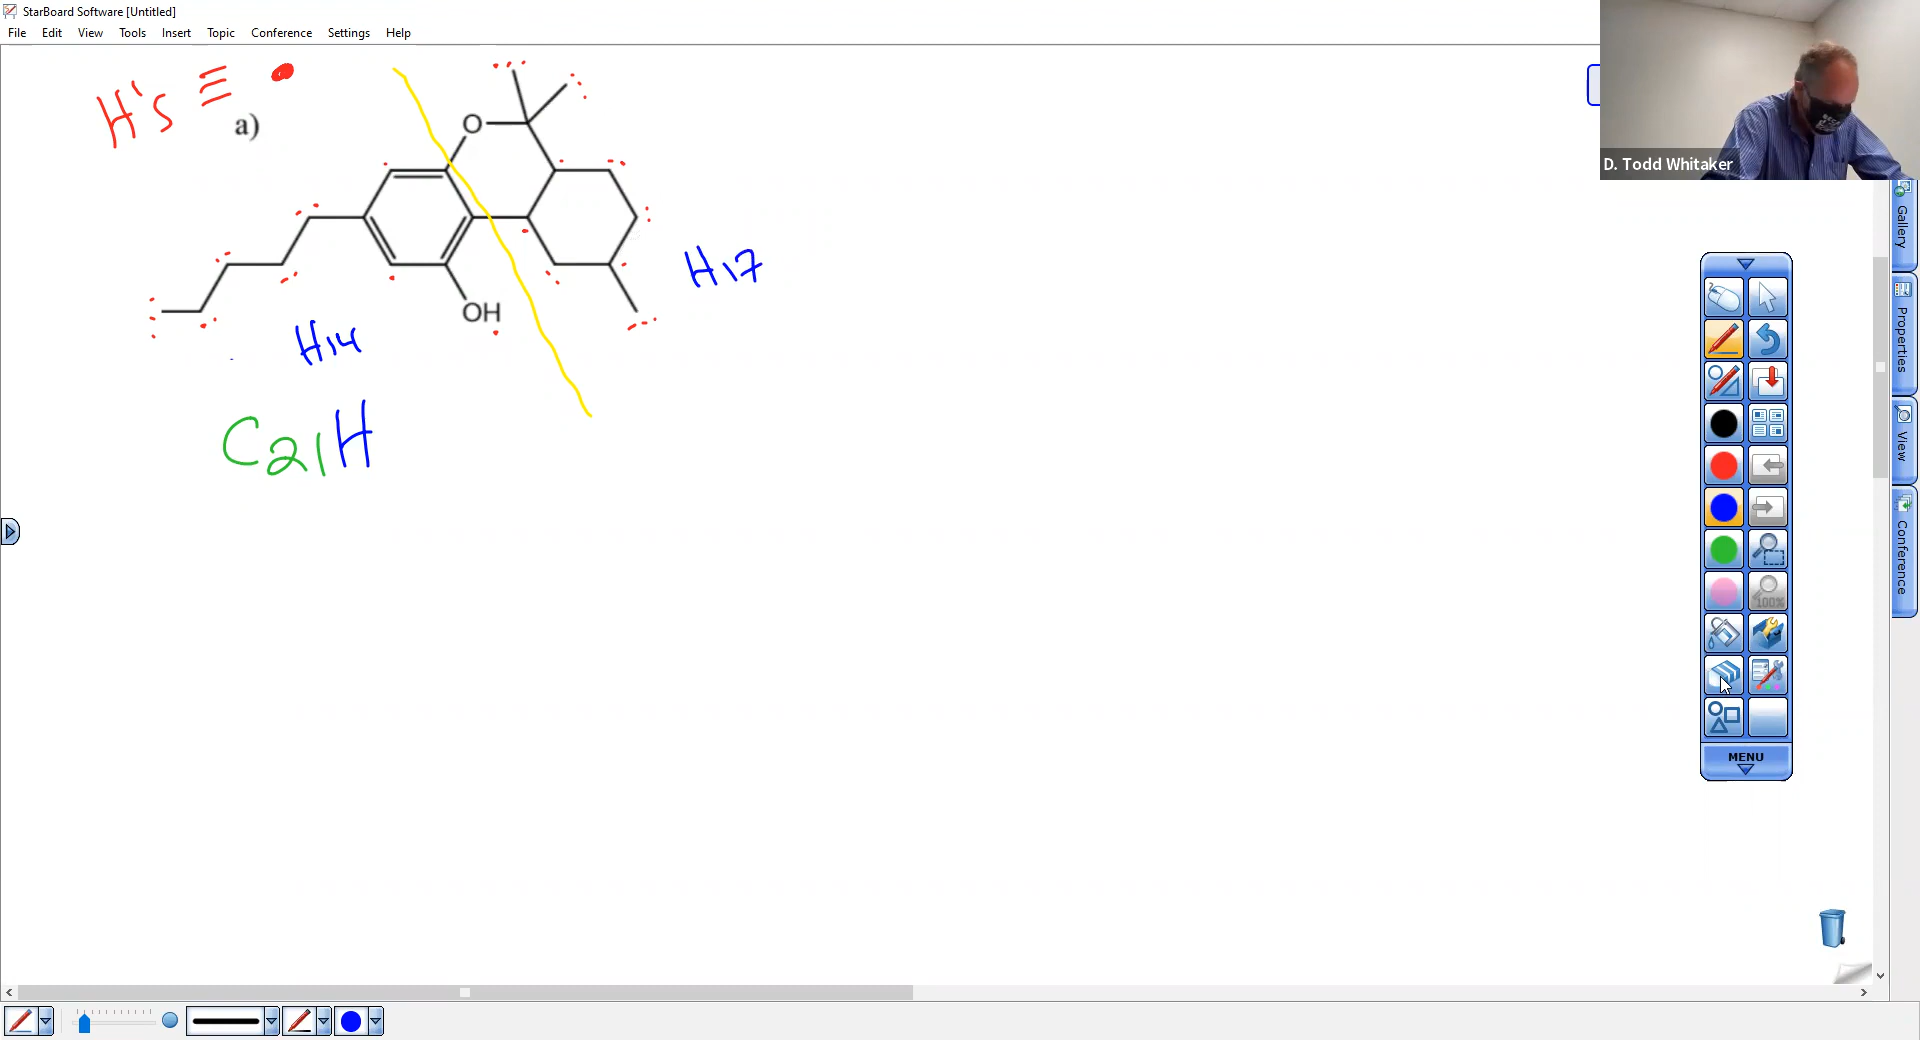 StarBoard Software [Untitled]
File Edit View Tools Insert Topic Conference Settings Help
H's ≡ •
a)
O
OH
H17
H14
C21H
D. Todd Whitaker
Gallery
Properties
View
Conference
100%
MENU